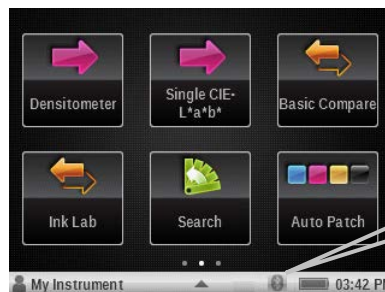 Densitometer
Single CIE-
L*a*b*
Basic Compare
Ink Lab
Search
Auto Patch
My Instrument
03:42 P